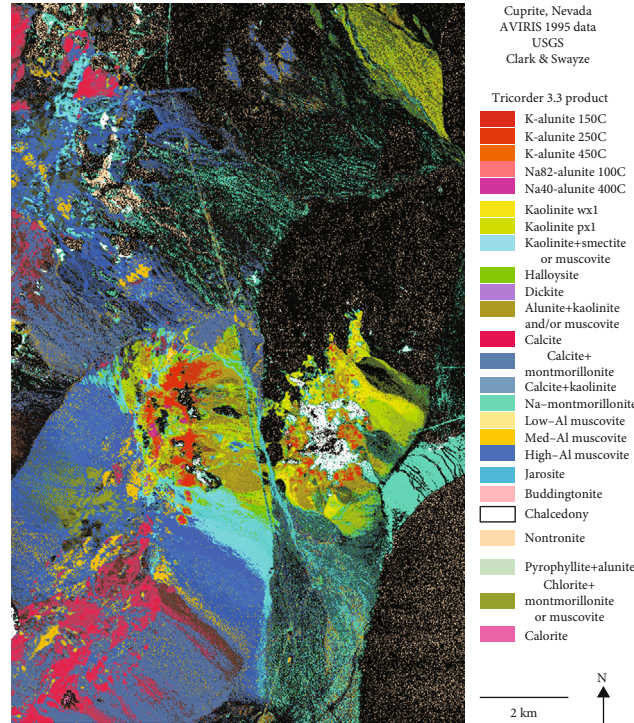 Cuprite, Nevada
AVIRIS 1995 data
USGS
Clark & Swayze
Tricorder 3.3 product
K-alunite 150C
K-alunite 250C
K-alunite 450C
Na82-alunite 100C
Na40-alunite 400C
Kaolinite wx1
Kaolinite px1
Kaolinite+smectite
or muscovite
Halloysite
Dickite
Alunite+kaolinite
and/or muscovite
Calcite
Calcite+
montmorillonite
Calcite+kaolinite
Na–montmorillonite
Low–Al muscovite
Med–Al muscovite
High–Al muscovite
Jarosite
Buddingtonite
Chalcedony
Nontronite
Pyrophyllite+alunite
Chlorite+
montmorillonite
or muscovite
Calorite
N
2 km